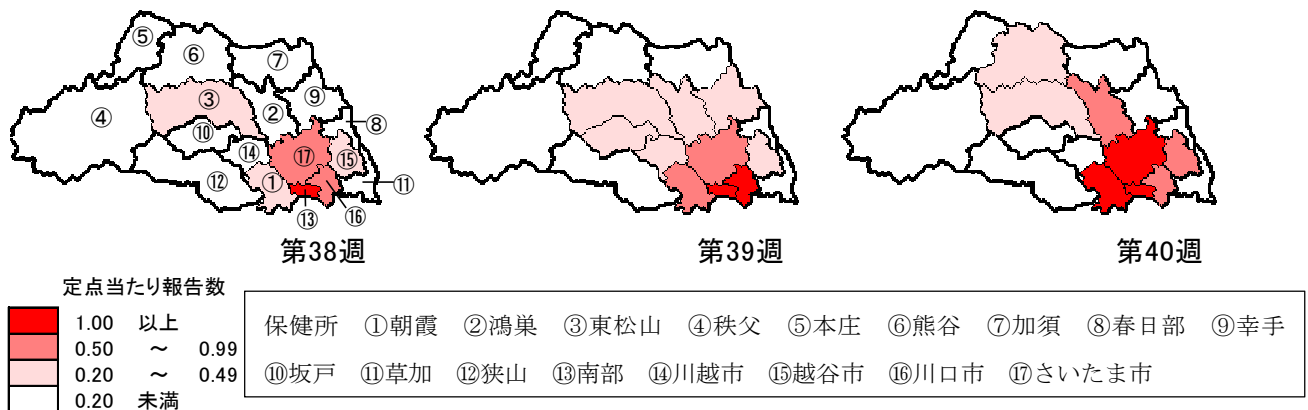 ⑤
⑥
⑦
④
③
②
⑨
⑧
⑩
⑭
⑰
⑮
⑫
①
⑪
⑬
⑯
第38週
第39週
第40週
定点当たり報告数
1.00 以上
0.50 ～ 0.99
0.20 ～ 0.49
0.20 未満
保健所 ①朝霞 ②鴻巣 ③東松山 ④秩父 ⑤本庄 ⑥熊谷 ⑦加須 ⑧春日部 ⑨幸手
⑩坂戸 ⑪草加 ⑫狭山 ⑬南部 ⑭川越市 ⑮越谷市 ⑯川口市 ⑰さいたま市